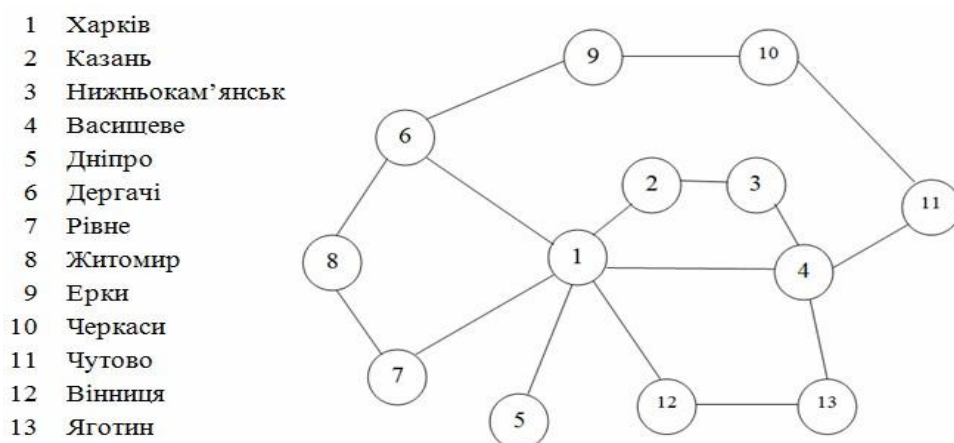 1 Харків
2 Казань
3 Нижньокам’янськ
4 Васищеве
5 Дніпро
6 Дергачі
7 Рівне
8 Житомир
9 Ерки
10 Черкаси
11 Чутово
12 Вінниця
13 Яготин
9 10
6
2 3
11
8 1 4
7
5 12 13